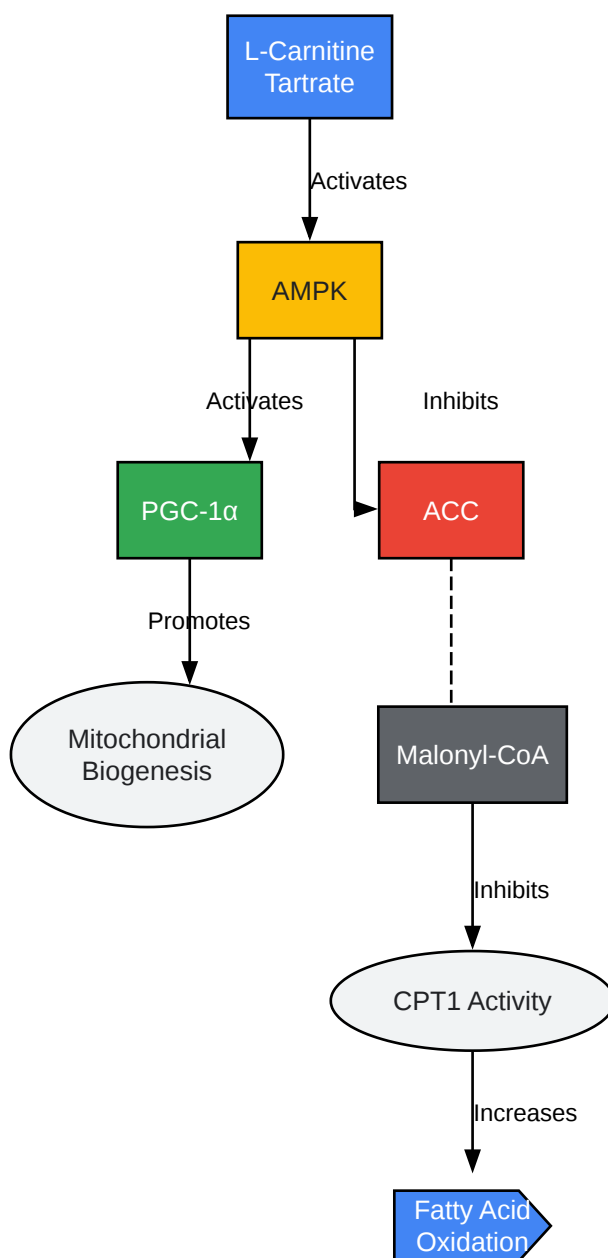 L-Carnitine
Tartrate
Activates
AMPK
Activates
Inhibits
PGC-1α
ACC
Promotes
Mitochondrial
Biogenesis
Malonyl-CoA
Inhibits
CPT1 Activity
Increases
Fatty Acid
Oxidation